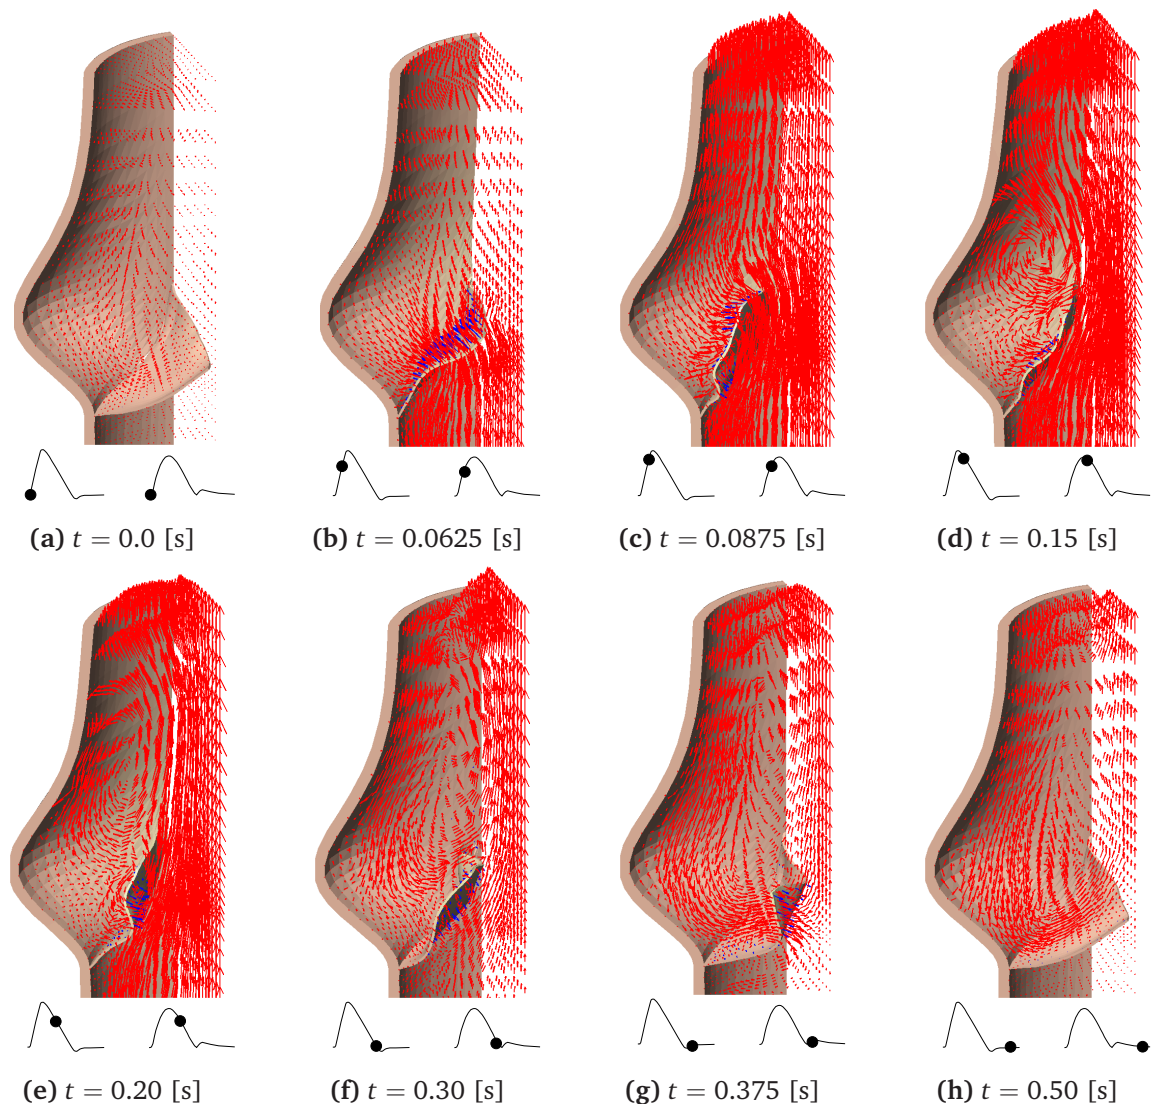 (a) t = 0.0 [s]
(b) t = 0.0625 [s]
(c) t = 0.0875 [s]
(d) t = 0.15 [s]
(e) t = 0.20 [s]
(f) t = 0.30 [s]
(g) t = 0.375 [s]
(h) t = 0.50 [s]